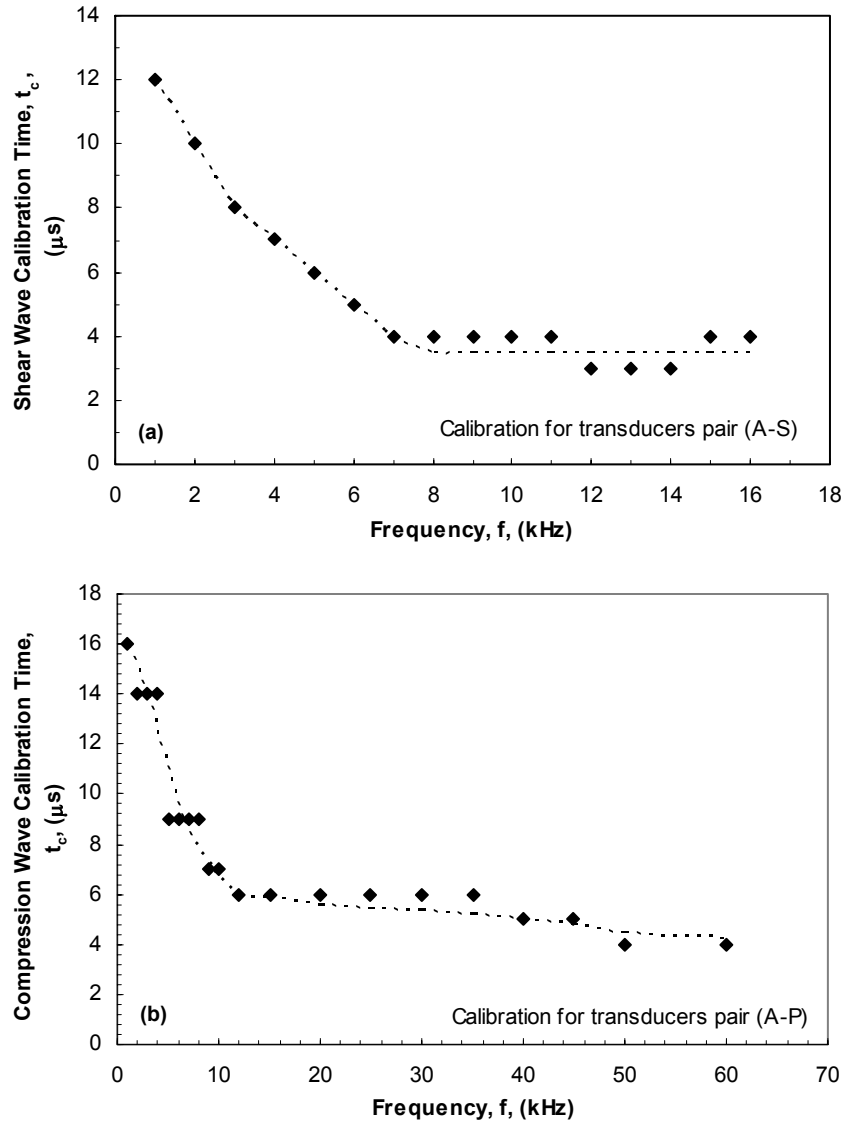 14
12
10
8
6
4
2
0
Shear Wave Calibration Time, t_c,
(μs)
(a)
Calibration for transducers pair (A-S)
0 2 4 6 8 10 12 14 16 18
Frequency, f, (kHz)
18
16
14
12
10
8
6
4
2
0
Compression Wave Calibration Time,
t_c, (μs)
(b)
Calibration for transducers pair (A-P)
0 10 20 30 40 50 60 70
Frequency, f, (kHz)